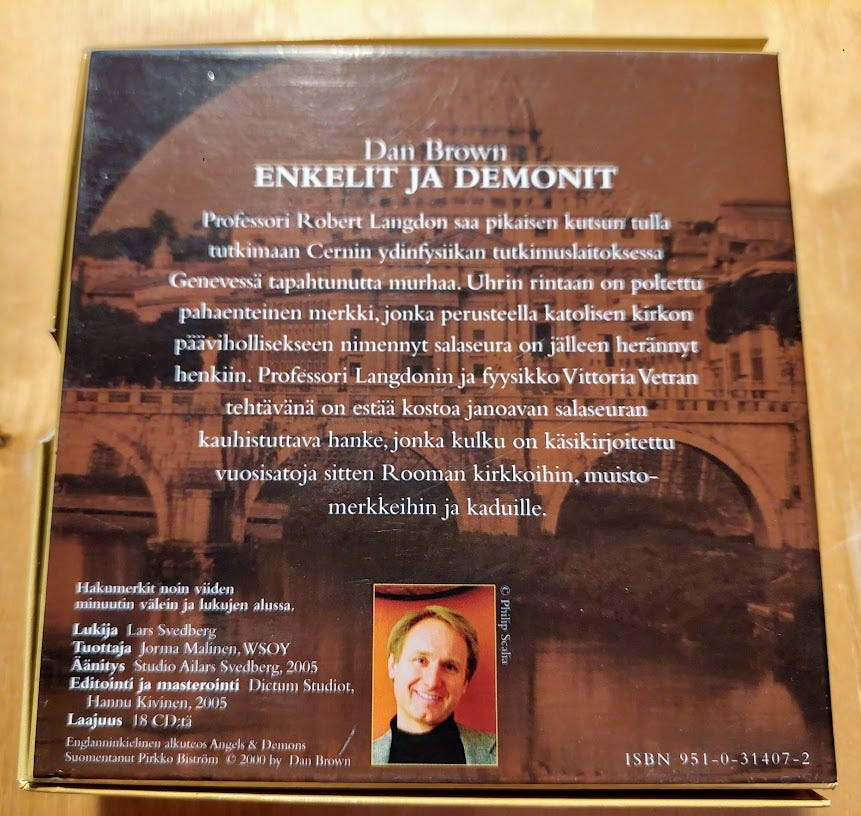 Dan Brown
ENKELIT JA DEMONIT
Professori Robert Langdon saa pikaisen kutsun tulla
tutkimaan Cernin ydinfysiikan tutkimuslaitoksessa
Genevessä tapahtunutta murhaa. Uhrin rintaan on poltettu
pahaenteinen merkki, jonka perusteella katolisen kirkon
päävihollisekseen nimennyt salaseura on jälleen herännyt
henkiin. Professori Langdonin ja fyysikko Vittoria Vetran
tehtävänä on estää kostoa janoavan salaseuran
kauhistuttava hanke, jonka kulku on käsikirjoitettu
vuosisatoja sitten Rooman kirkkoihin, muisto-
merkkeihin ja kaduille.
Hakumerkit noin viiden
minuutin välein ja lukujen alussa.
Lukija Lars Svedberg
Tuottaja Jorma Malinen, WSOY
Äänitys Studio Ailars Svedberg, 2005
Editointi ja masterointi Dictum Studiot,
Hannu Kivinen, 2005
Laajuus 18 CD:tä
Englanninkielinen alkuteos Angels & Demons
Suomentanut Pirkko Biström © 2000 by Dan Brown
© Philip Scalia
ISBN 951-0-31407-2